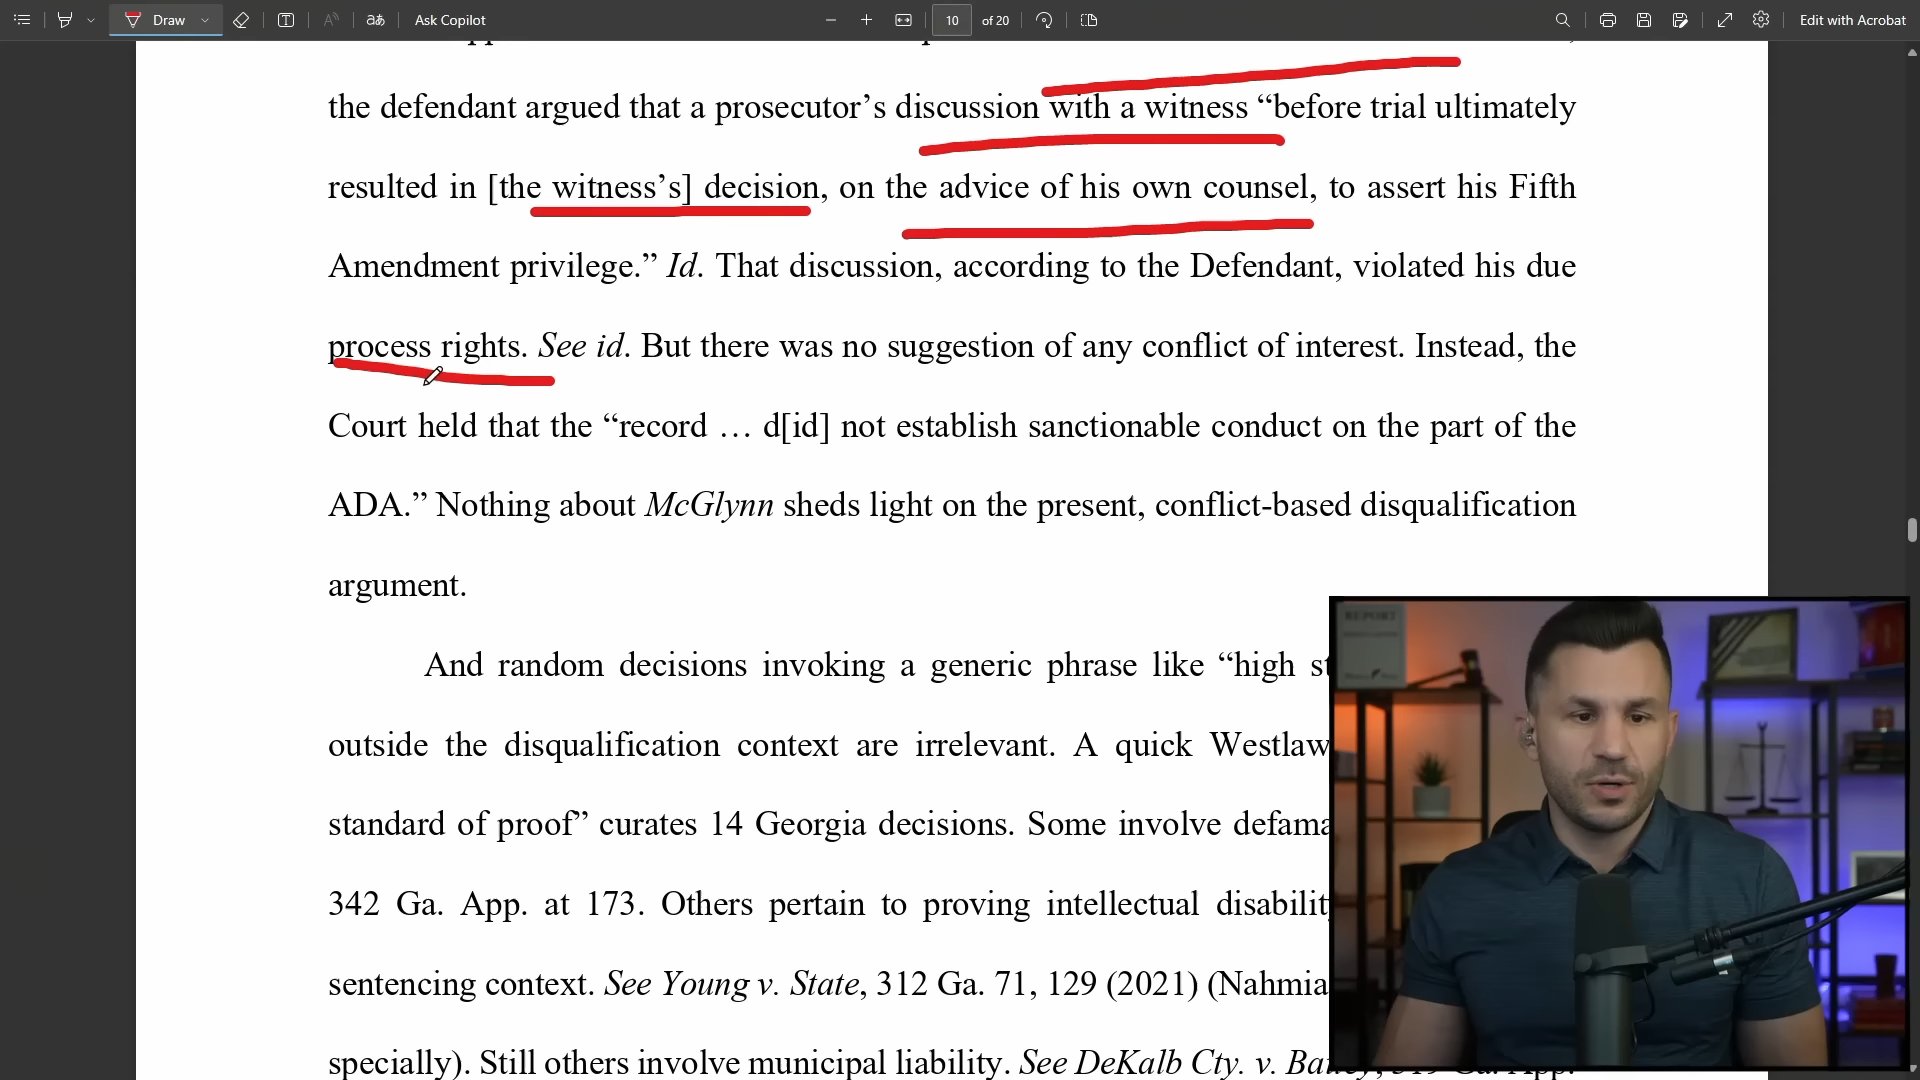 Draw
Ask Copilot
10 of 20
Edit with Acrobat
the defendant argued that a prosecutor’s discussion with a witness “before trial ultimately
resulted in [the witness’s] decision, on the advice of his own counsel, to assert his Fifth
Amendment privilege.” Id. That discussion, according to the Defendant, violated his due
process rights. See id. But there was no suggestion of any conflict of interest. Instead, the
Court held that the “record … d[id] not establish sanctionable conduct on the part of the
ADA.” Nothing about McGlynn sheds light on the present, conflict-based disqualification
argument.
And random decisions invoking a generic phrase like “high
outside the disqualification context are irrelevant. A quick Westlaw
standard of proof” curates 14 Georgia decisions. Some involve
342 Ga. App. at 173. Others pertain to proving intellectual
sentencing context. See Young v. State, 312 Ga. 71, 129 (2021)
specially). Still others involve municipal liability. See DeKalb Cty. v.
REPORT